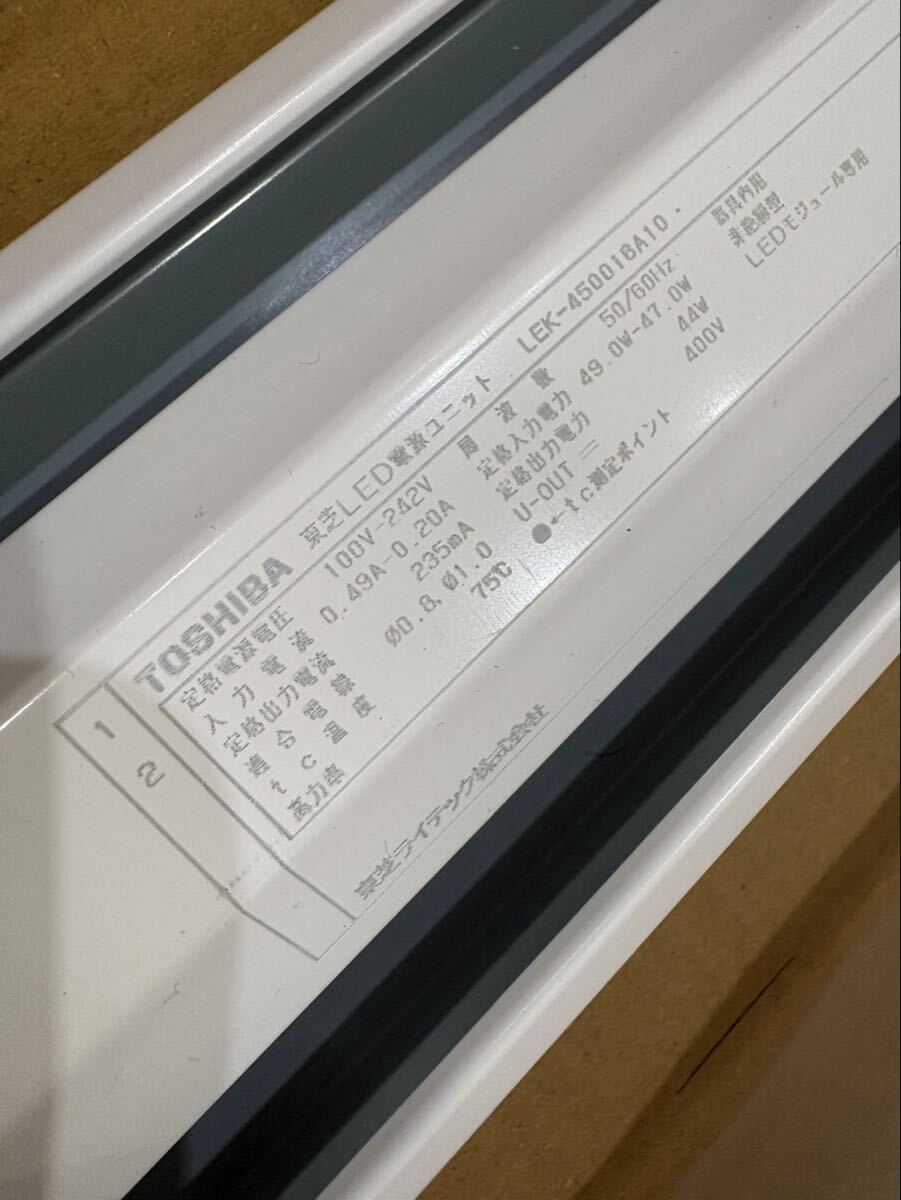 1
2
TOSHIBA 東芝LED電源ユニット LEK-450016A10
定格電源電圧 100V-242V 周波数 50/60Hz 器具内用
入力電流 0.49A-0.20A 定格入力電力 49.0W-47.0W 非絶縁型
定格出力電流 235mA 定格出力電力 44W LEDモジュール専用
適合電線 Ø0.8, Ø1.0 U-OUT = 400V
tc温度 75℃ ●←tc測定ポイント
高力率
東芝ライテック株式会社